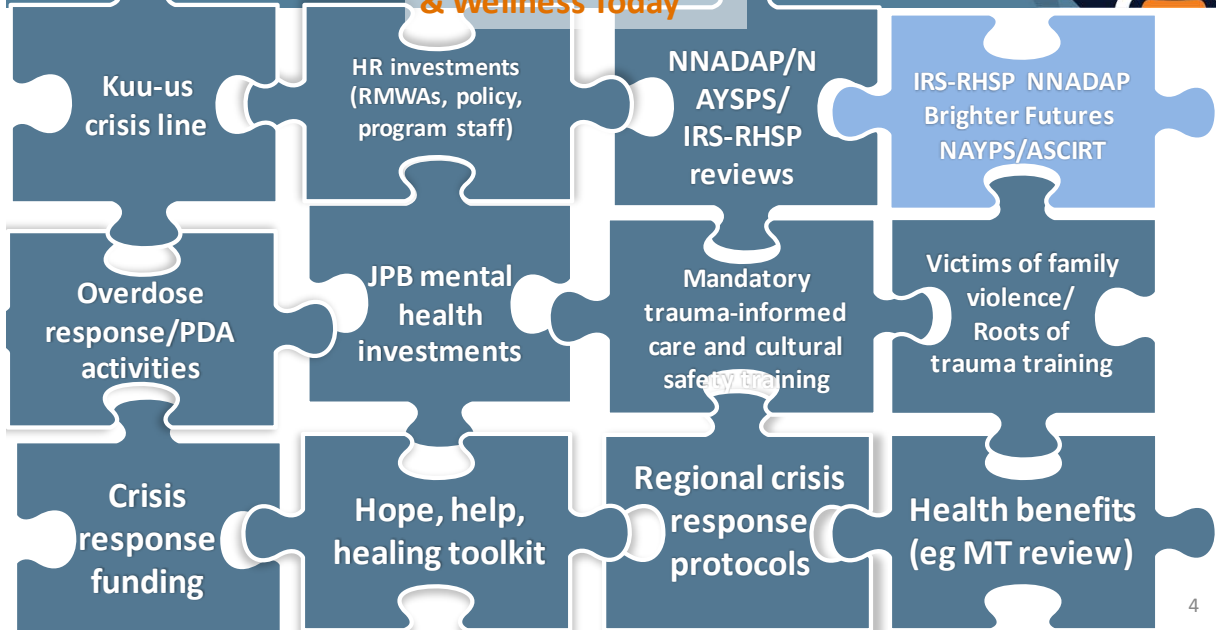 & Wellness Today
Kuu-us
crisis line
HR investments
(RMWAs, policy,
program staff)
NNADAP/N
AYSPS/
IRS-RHSP
reviews
IRS-RHSP NNADAP
Brighter Futures
NAYPS/ASCIRT
Overdose
response/PDA
activities
JPB mental
health
investments
Mandatory
trauma-informed
care and cultural
safety training
Victims of family
violence/
Roots of
trauma training
Crisis
response
funding
Hope, help,
healing toolkit
Regional crisis
response
protocols
Health benefits
(eg MT review)
4